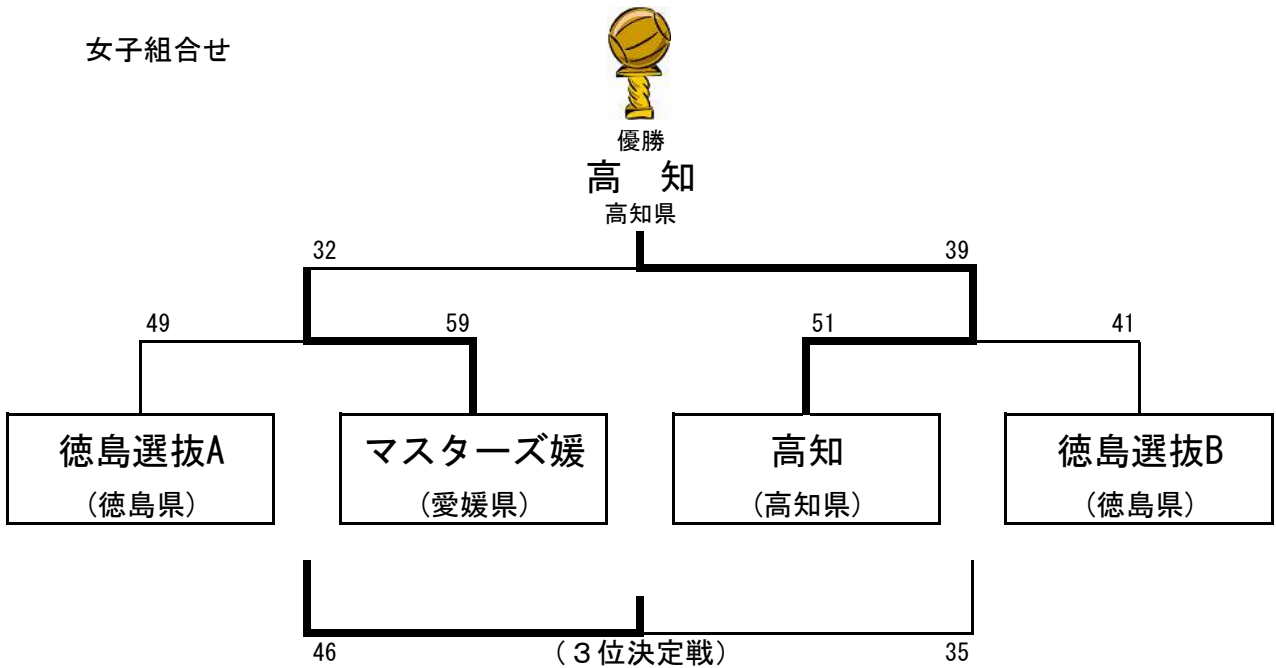 女子組合せ
優勝
高　知
高知県
32 39
49 59 51 41
徳島選抜A マスターズ媛 高知 徳島選抜B
(徳島県) (愛媛県) (高知県) (徳島県)
46 (３位決定戦) 35